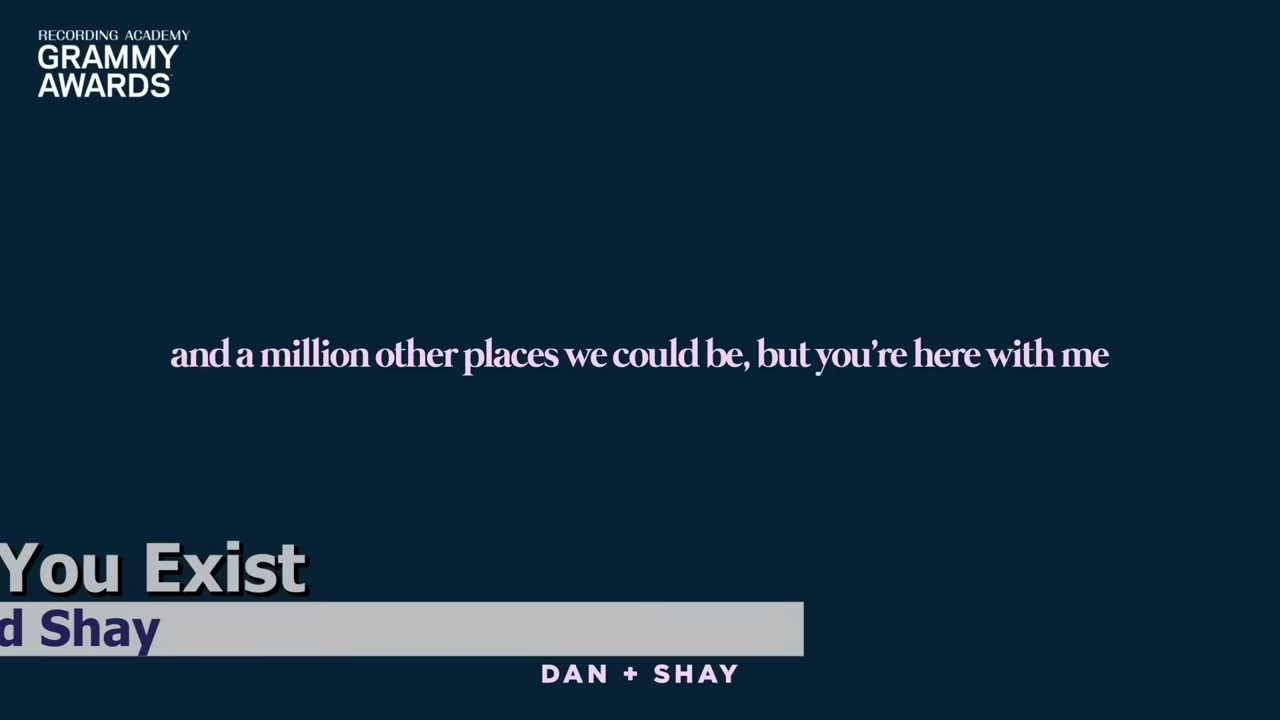 RECORDING ACADEMY
GRAMMY
AWARDS
and a million other places we could be, but you're here with me
You Exist
d Shay
DAN + SHAY